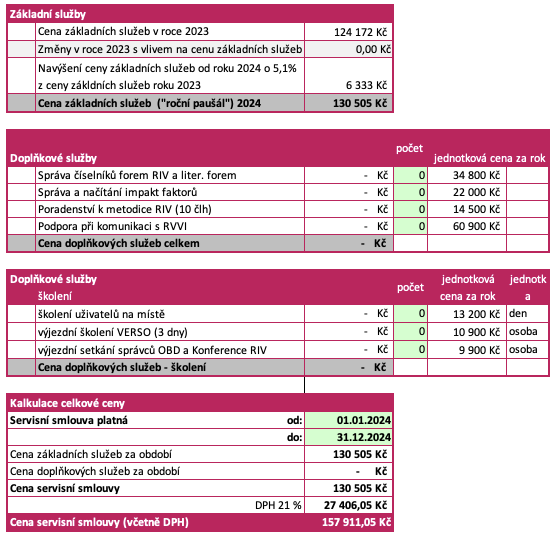 Základní služby
Cena základních služeb v roce 2023 124 172 Kč
Změny v roce 2023 s vlivem na cenu základních služeb 0,00 Kč
Navýšení ceny základních služeb od roku 2024 o 5,1%
z ceny zákldních služeb roku 2023 6 333 Kč
Cena základních služeb ("roční paušál") 2024 130 505 Kč
Doplňkové služby počet jednotková cena za rok
Správa číselníků forem RIV a liter. forem - Kč 0 34 800 Kč
Správa a načítání impakt faktorů - Kč 0 22 000 Kč
Poradenství k metodice RIV (10 člh) - Kč 0 14 500 Kč
Podpora při komunikaci s RVVI - Kč 0 60 900 Kč
Cena doplňkových služeb celkem - Kč
Doplňkové služby počet jednotková jednotk
školení cena za rok a
školení uživatelů na místě - Kč 0 13 200 Kč den
výjezdní školení VERSO (3 dny) - Kč 0 10 900 Kč osoba
výjezdní setkání správců OBD a Konference RIV - Kč 0 9 900 Kč osoba
Cena doplňkových služeb - školení - Kč
Kalkulace celkové ceny
Servisní smlouva platná od: 01.01.2024
do: 31.12.2024
Cena základních služeb za období 130 505 Kč
Cena doplňkových služeb za období - Kč
Cena servisní smlouvy 130 505 Kč
DPH 21 % 27 406,05 Kč
Cena servisní smlouvy (včetně DPH) 157 911,05 Kč